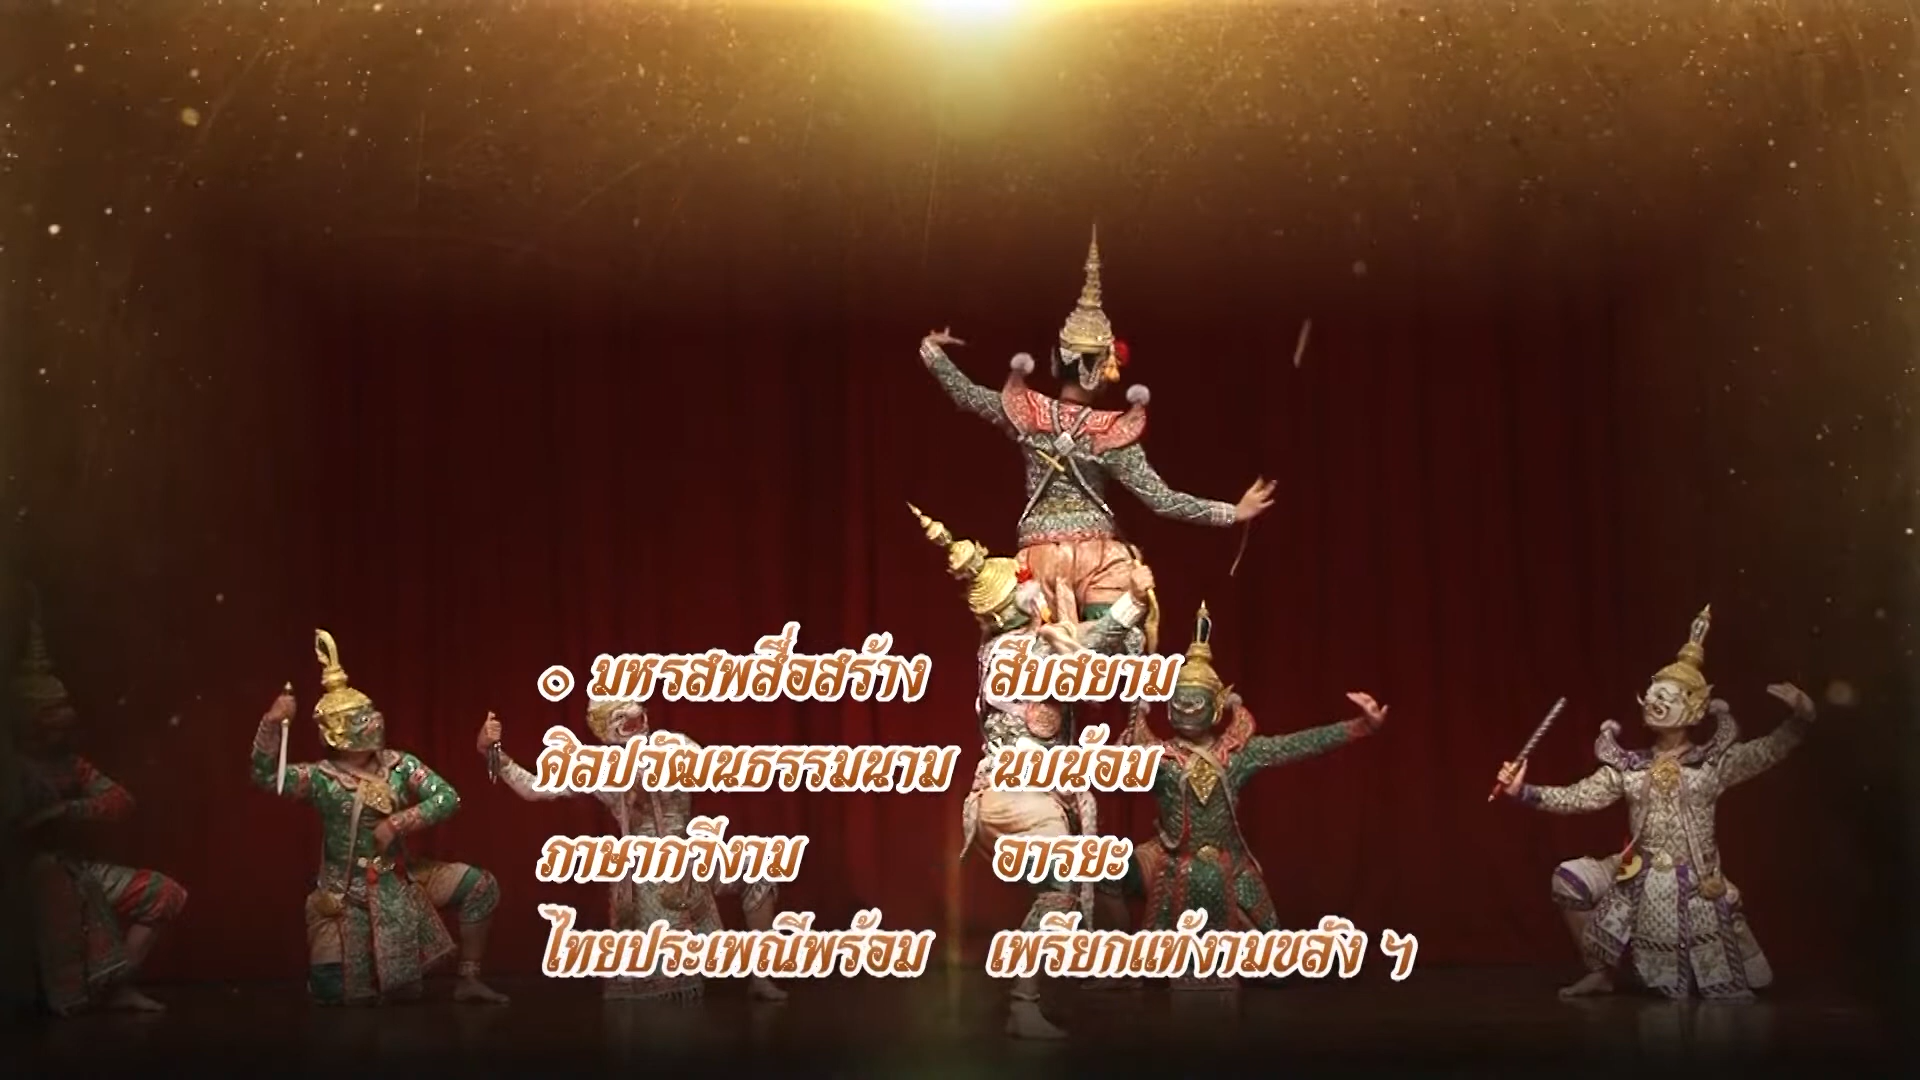 ๏ มหรสพสื่อสร้าง สืบสยาม
ศิลปวัฒนธรรมนาม นบน้อม
ภาษากวีงาม อารยะ
ไทยประเพณีพร้อม เพรียกแท้งามขลัง ฯ